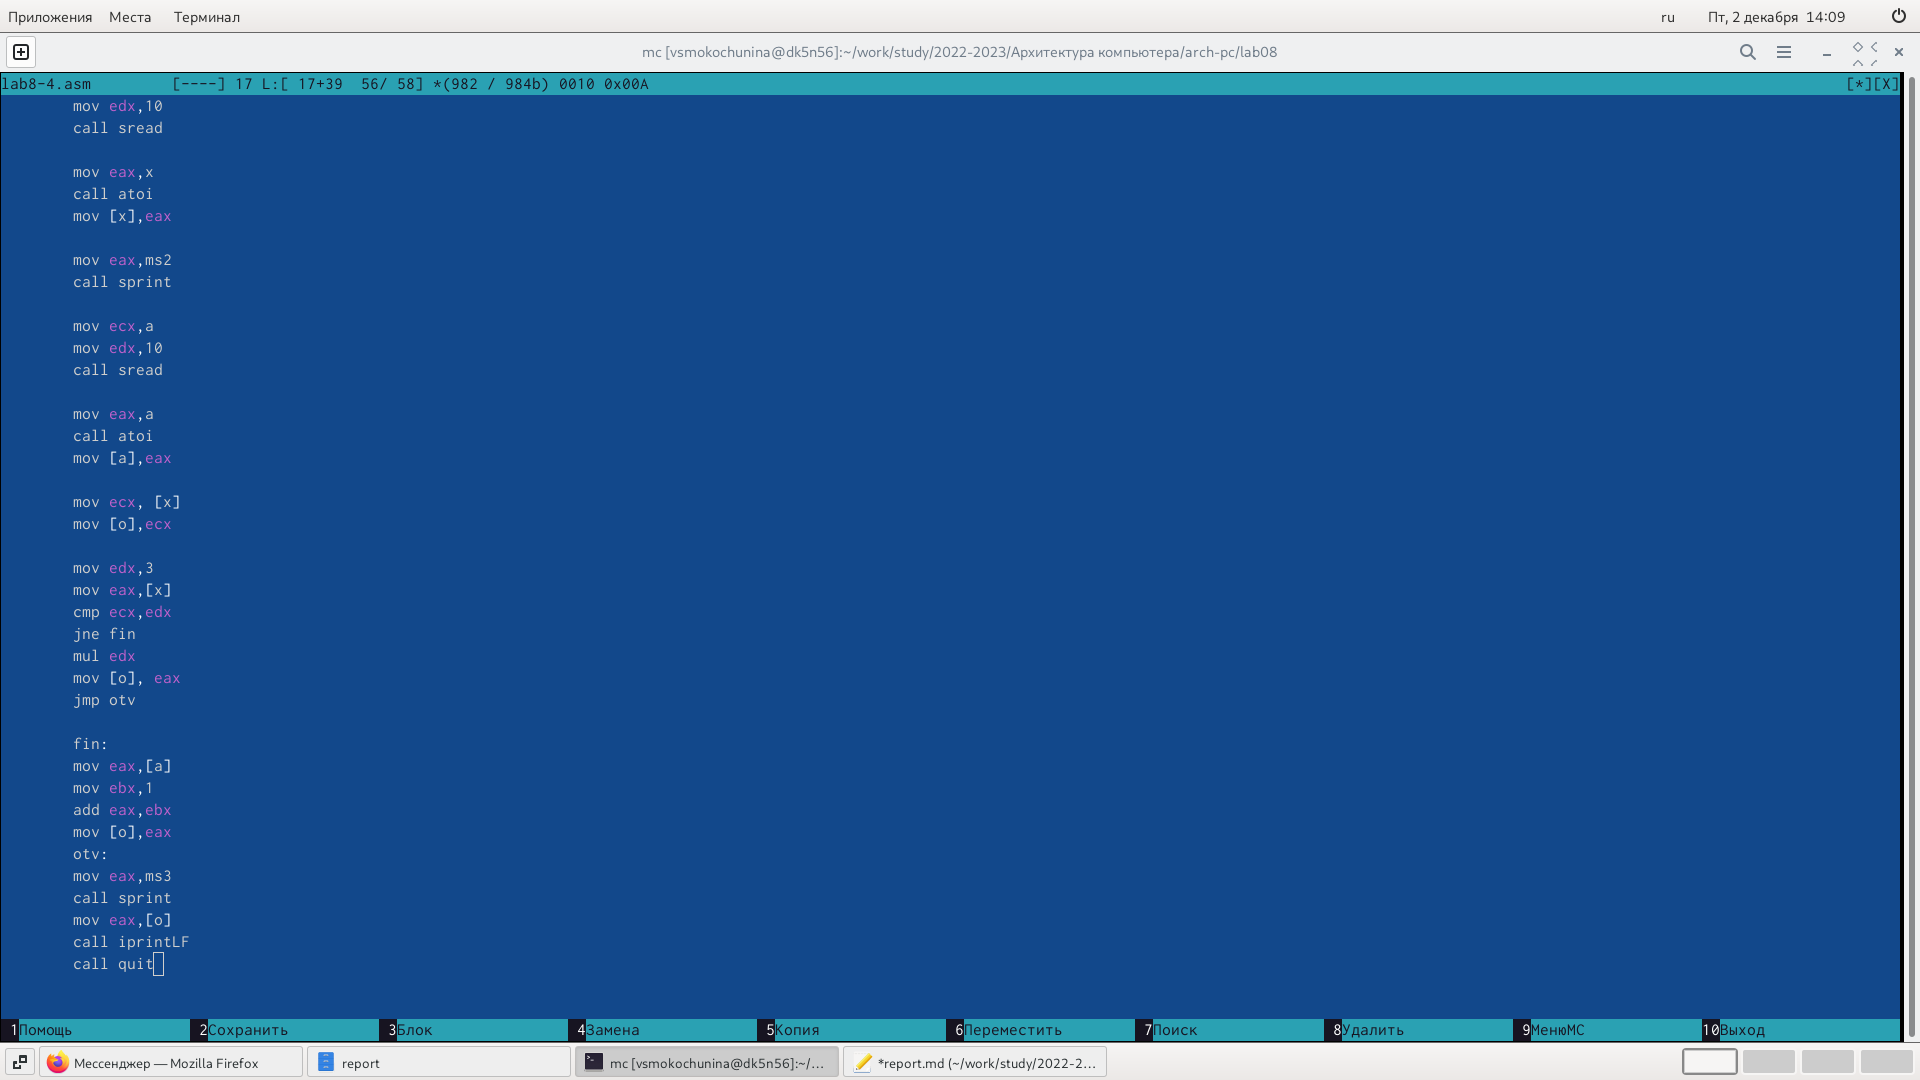 Приложения Места Терминал ru Пт, 2 декабря 14:09
mc [vsmokochunina@dk5n56]:~/work/study/2022-2023/Архитектура компьютера/arch-pc/lab08
lab8-4.asm [----] 17 L:[ 17+39 56/ 58] *(982 / 984b) 0010 0x00A [*][X]
mov edx,10
call sread
mov eax,x
call atoi
mov [x],eax
mov eax,ms2
call sprint
mov ecx,a
mov edx,10
call sread
mov eax,a
call atoi
mov [a],eax
mov ecx, [x]
mov [o],ecx
mov edx,3
mov eax,[x]
cmp ecx,edx
jne fin
mul edx
mov [o], eax
jmp otv
fin:
mov eax,[a]
mov ebx,1
add eax,ebx
mov [o],eax
otv:
mov eax,ms3
call sprint
mov eax,[o]
call iprintLF
call quit
1Помощь 2Сохранить 3Блок 4Замена 5Копия 6Переместить 7Поиск 8Удалить 9МенюМС 10Выход
Мессенджер — Mozilla Firefox report mc [vsmokochunina@dk5n56]:~/... *report.md (~/work/study/2022-2...